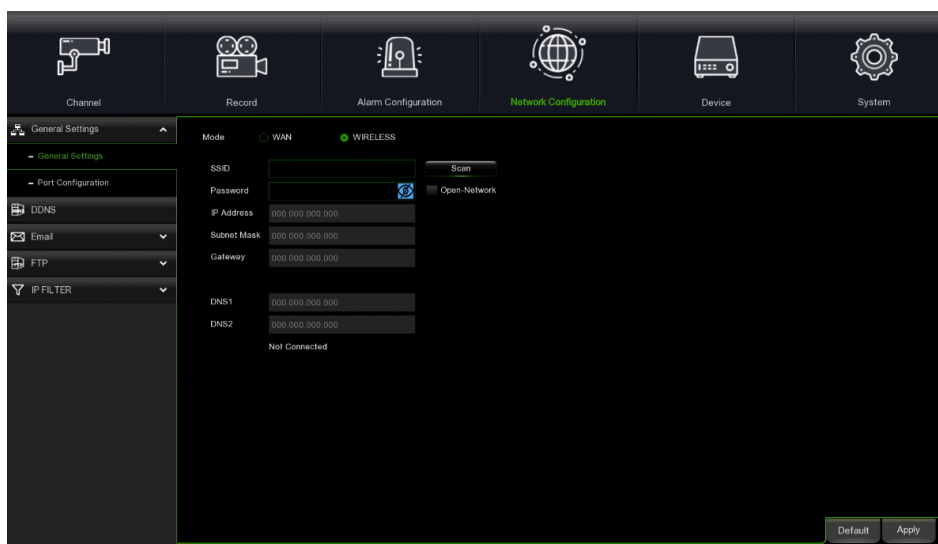 Channel Record Alarm Configuration Network Configuration Device System
General Settings
General Settings
Port Configuration
DDNS
Email
FTP
IP FILTER
Mode WAN WIRELESS
SSID Scan
Password Open-Network
IP Address 000.000.000.000
Subnet Mask 000.000.000.000
Gateway 000.000.000.000
DNS1 000.000.000.000
DNS2 000.000.000.000
Not Connected
Default Apply